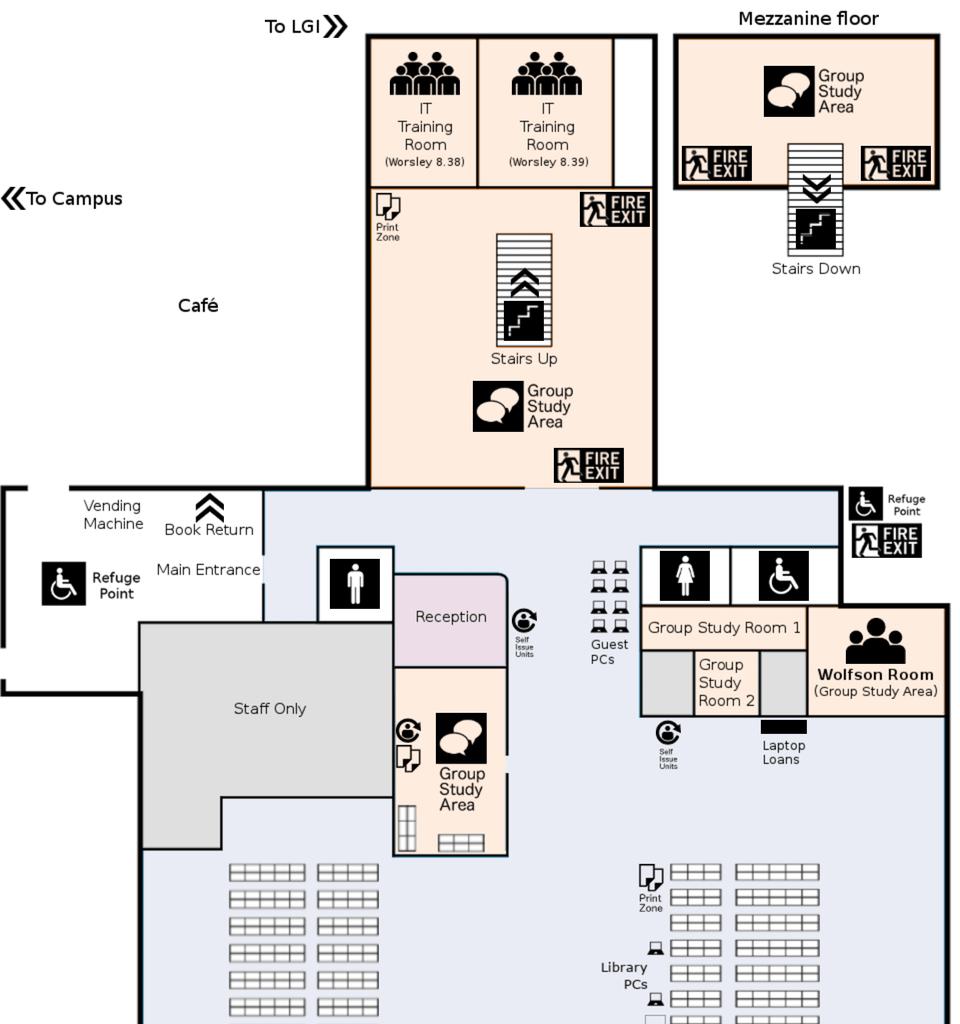 To LGI
Mezzanine floor
IT
Training
Room
(Worsley 8.38)
IT
Training
Room
(Worsley 8.39)
Group
Study
Area
FIRE
EXIT
FIRE
EXIT
Stairs Down
To Campus
Print
Zone
FIRE
EXIT
Café
Stairs Up
Group
Study
Area
FIRE
EXIT
Vending
Machine
Book Return
Main Entrance
Refuge
Point
Refuge
Point
FIRE
EXIT
Reception
Self
Issue
Units
Guest
PCs
Group Study Room 1
Group
Study
Room 2
Wolfson Room
(Group Study Area)
Staff Only
Group
Study
Area
Self
Issue
Units
Laptop
Loans
Print
Zone
Library
PCs